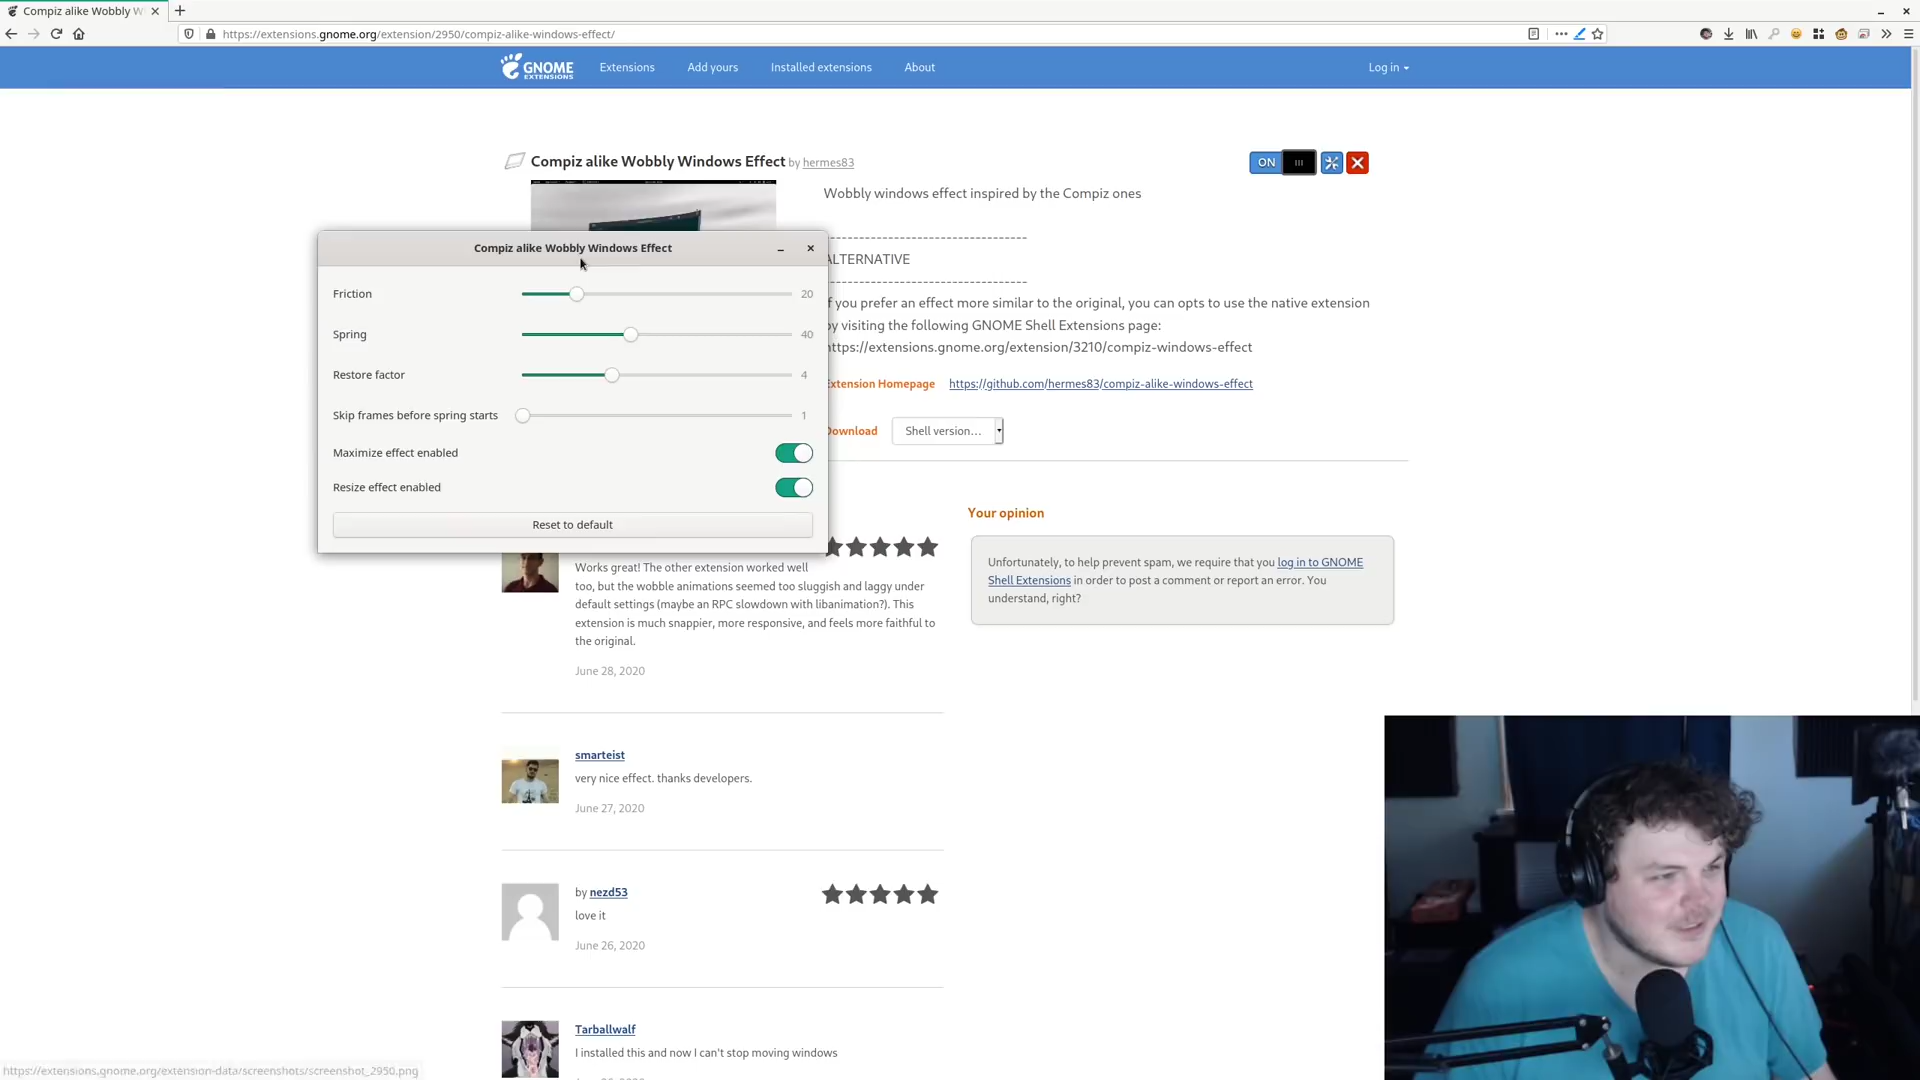 Compiz alike Wobbly W
https://extensions.gnome.org/extension/2950/compiz-alike-windows-effect/
GNOME
EXTENSIONS
Extensions
Add yours
Installed extensions
About
Log in
Compiz alike Wobbly Windows Effect by hermes83
ON
Wobbly windows effect inspired by the Compiz ones
--------------------------------
ALTERNATIVE
--------------------------------
f you prefer an effect more similar to the original, you can opts to use the native extension
by visiting the following GNOME Shell Extensions page:
https://extensions.gnome.org/extension/3210/compiz-windows-effect
Extension Homepage https://github.com/hermes83/compiz-alike-windows-effect
Download Shell version...
Compiz alike Wobbly Windows Effect
Friction 20
Spring 40
Restore factor 4
Skip frames before spring starts 1
Maximize effect enabled
Resize effect enabled
Reset to default
Works great! The other extension worked well
too, but the wobble animations seemed too sluggish and laggy under
default settings (maybe an RPC slowdown with libanimation?). This
extension is much snappier, more responsive, and feels more faithful to
the original.
June 28, 2020
smarteist
very nice effect. thanks developers.
June 27, 2020
by nezd53
love it
June 26, 2020
Tarballwalf
I installed this and now I can't stop moving windows
Your opinion
Unfortunately, to help prevent spam, we require that you log in to GNOME
Shell Extensions in order to post a comment or report an error. You
understand, right?
https://extensions.gnome.org/extension-data/screenshots/screenshot_2950.png